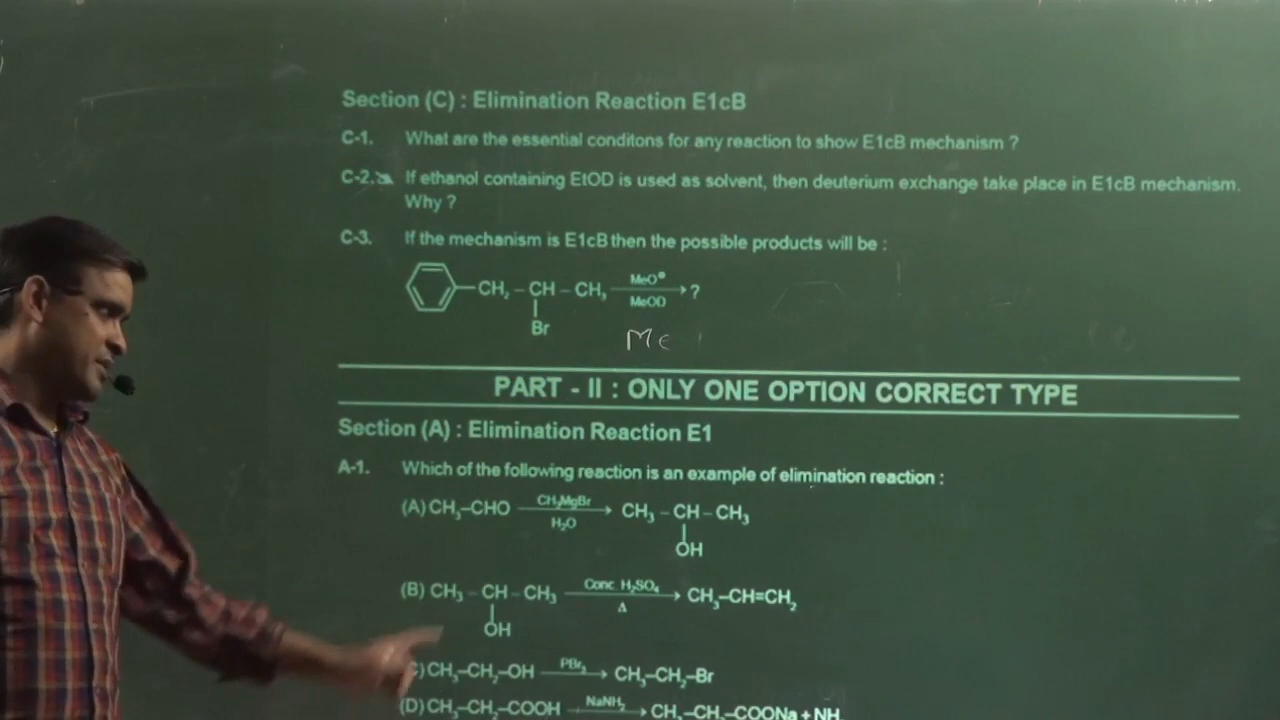 Section (C) : Elimination Reaction E1cB
C-1. What are the essential conditons for any reaction to show E1cB mechanism ?
C-2. If ethanol containing EtOD is used as solvent, then deuterium exchange take place in E1cB mechanism.
Why ?
C-3. If the mechanism is E1cB then the possible products will be :
MeO⊖
–CH₂ – CH – CH₃ ⟶ ?
MeOD
Br
Me
PART - II : ONLY ONE OPTION CORRECT TYPE
Section (A) : Elimination Reaction E1
A-1. Which of the following reaction is an example of elimination reaction :
CH₃MgBr
(A) CH₃–CHO ⟶ CH₃ – CH – CH₃
H₂O
OH
Conc. H₂SO₄
(B) CH₃ – CH – CH₃ ⟶ CH₃–CH=CH₂
Δ
OH
PBr₃
C) CH₃–CH₂–OH ⟶ CH₃–CH₂–Br
NaNH₂
(D) CH₃–CH₂–COOH ⟶ CH₃–CH₂–COONa + NH